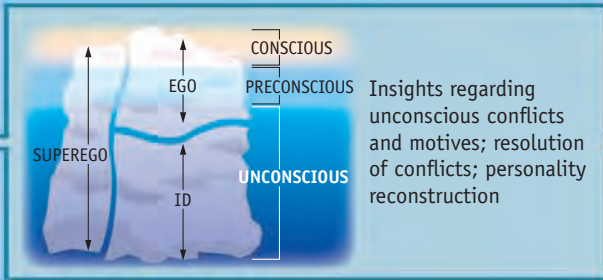 CONSCIOUS
EGO
PRECONSCIOUS
SUPEREGO
UNCONSCIOUS
ID
Insights regarding
unconscious conflicts
and motives; resolution
of conflicts; personality
reconstruction